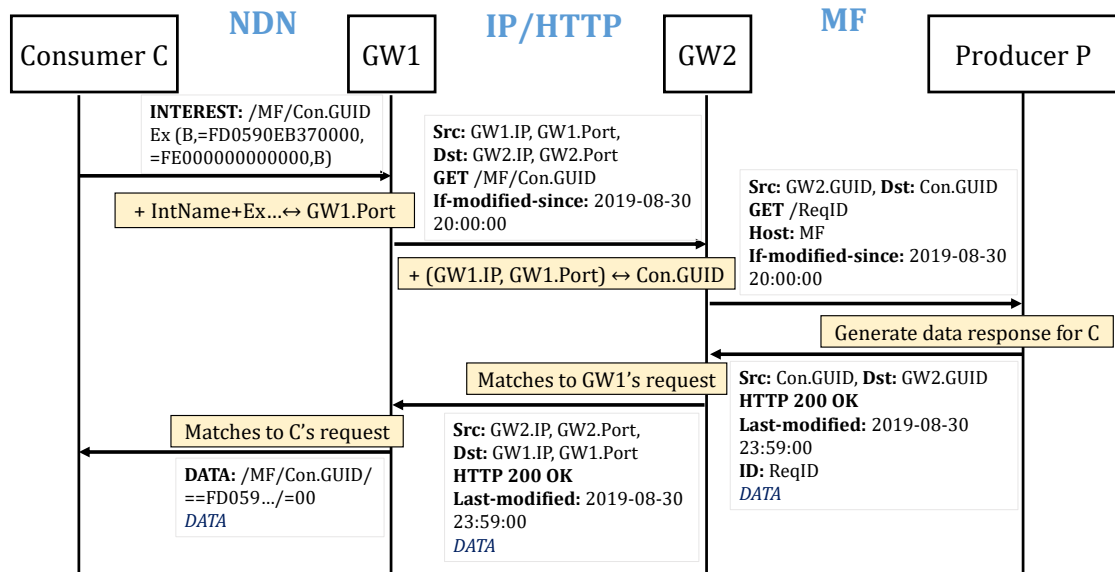 NDN
IP/HTTP
MF
Consumer C
GW1
GW2
Producer P
INTEREST: /MF/Con.GUID
Ex (B,=FD0590EB370000,
=FE000000000000,B)
+ IntName+Ex…↔ GW1.Port
Src: GW1.IP, GW1.Port,
Dst: GW2.IP, GW2.Port
GET /MF/Con.GUID
If-modified-since: 2019-08-30
20:00:00
+ (GW1.IP, GW1.Port) ↔ Con.GUID
Src: GW2.GUID, Dst: Con.GUID
GET /ReqID
Host: MF
If-modified-since: 2019-08-30
20:00:00
Generate data response for C
Src: Con.GUID, Dst: GW2.GUID
HTTP 200 OK
Last-modified: 2019-08-30
23:59:00
ID: ReqID
DATA
Matches to GW1's request
Src: GW2.IP, GW2.Port,
Dst: GW1.IP, GW1.Port
HTTP 200 OK
Last-modified: 2019-08-30
23:59:00
DATA
Matches to C's request
DATA: /MF/Con.GUID/
==FD059…/=00
DATA